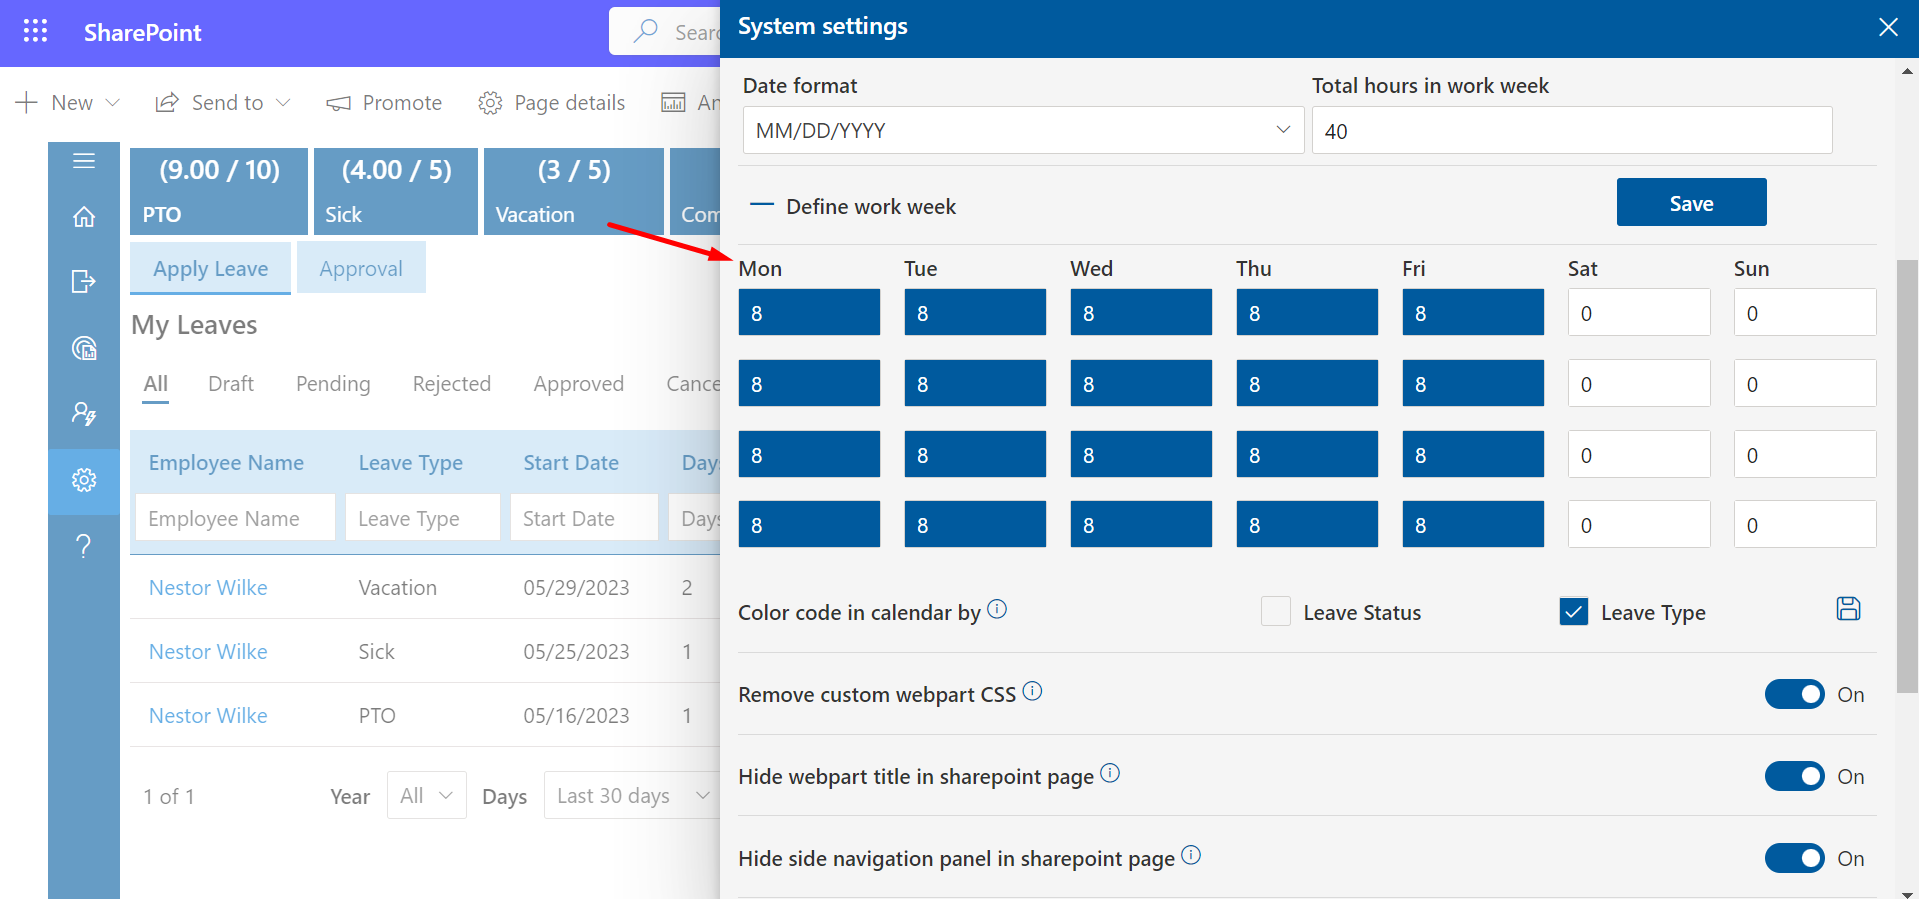 SharePoint
System settings
New
Send to
Promote
Page details
Date format
Total hours in work week
MM/DD/YYYY
40
(9.00 / 10)
PTO
(4.00 / 5)
Sick
(3 / 5)
Vacation
Define work week
Save
Apply Leave
Approval
Mon Tue Wed Thu Fri Sat Sun
8 8 8 8 8 0 0
8 8 8 8 8 0 0
8 8 8 8 8 0 0
8 8 8 8 8 0 0
My Leaves
All Draft Pending Rejected Approved
Employee Name Leave Type Start Date Days
Employee Name Leave Type Start Date Days
Nestor Wilke Vacation 05/29/2023 2
Nestor Wilke Sick 05/25/2023 1
Nestor Wilke PTO 05/16/2023 1
1 of 1 Year All Days Last 30 days
Color code in calendar by Leave Status Leave Type
Remove custom webpart CSS On
Hide webpart title in sharepoint page On
Hide side navigation panel in sharepoint page On